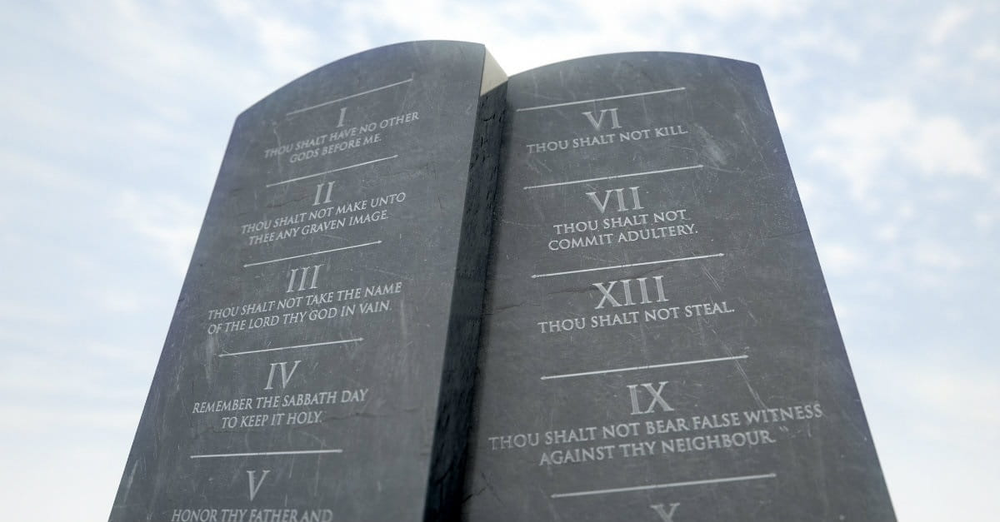 I
THOU SHALT HAVE NO OTHER
GODS BEFORE ME.
II
THOU SHALT NOT MAKE UNTO
THEE ANY GRAVEN IMAGE.
III
THOU SHALT NOT TAKE THE NAME
OF THE LORD THY GOD IN VAIN.
IV
REMEMBER THE SABBATH DAY
TO KEEP IT HOLY.
V
HONOR THY FATHER AND
VI
THOU SHALT NOT KILL.
VII
THOU SHALT NOT
COMMIT ADULTERY.
XIII
THOU SHALT NOT STEAL.
IX
THOU SHALT NOT BEAR FALSE WITNESS
AGAINST THY NEIGHBOUR
X